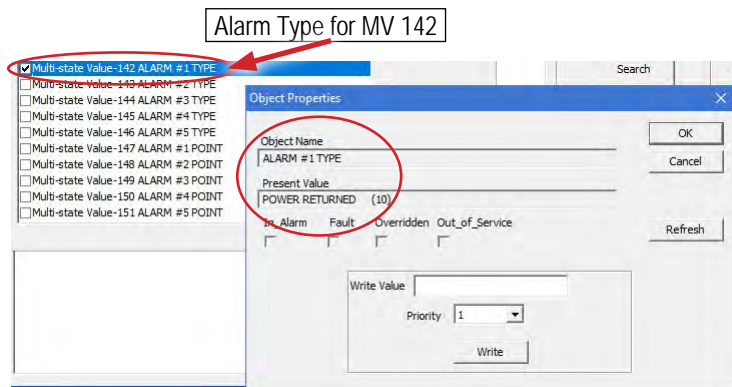 Alarm Type for MV 142
Multi-state Value-142 ALARM #1 TYPE
Multi-state Value-143 ALARM #2 TYPE
Multi-state Value-144 ALARM #3 TYPE
Multi-state Value-145 ALARM #4 TYPE
Multi-state Value-146 ALARM #5 TYPE
Multi-state Value-147 ALARM #1 POINT
Multi-state Value-148 ALARM #2 POINT
Multi-state Value-149 ALARM #3 POINT
Multi-state Value-150 ALARM #4 POINT
Multi-state Value-151 ALARM #5 POINT
Search
Object Properties
Object Name
ALARM #1 TYPE
Present Value
POWER RETURNED (10)
In_Alarm Fault Overridden Out_of_Service
OK
Cancel
Refresh
Write Value
Priority 1
Write